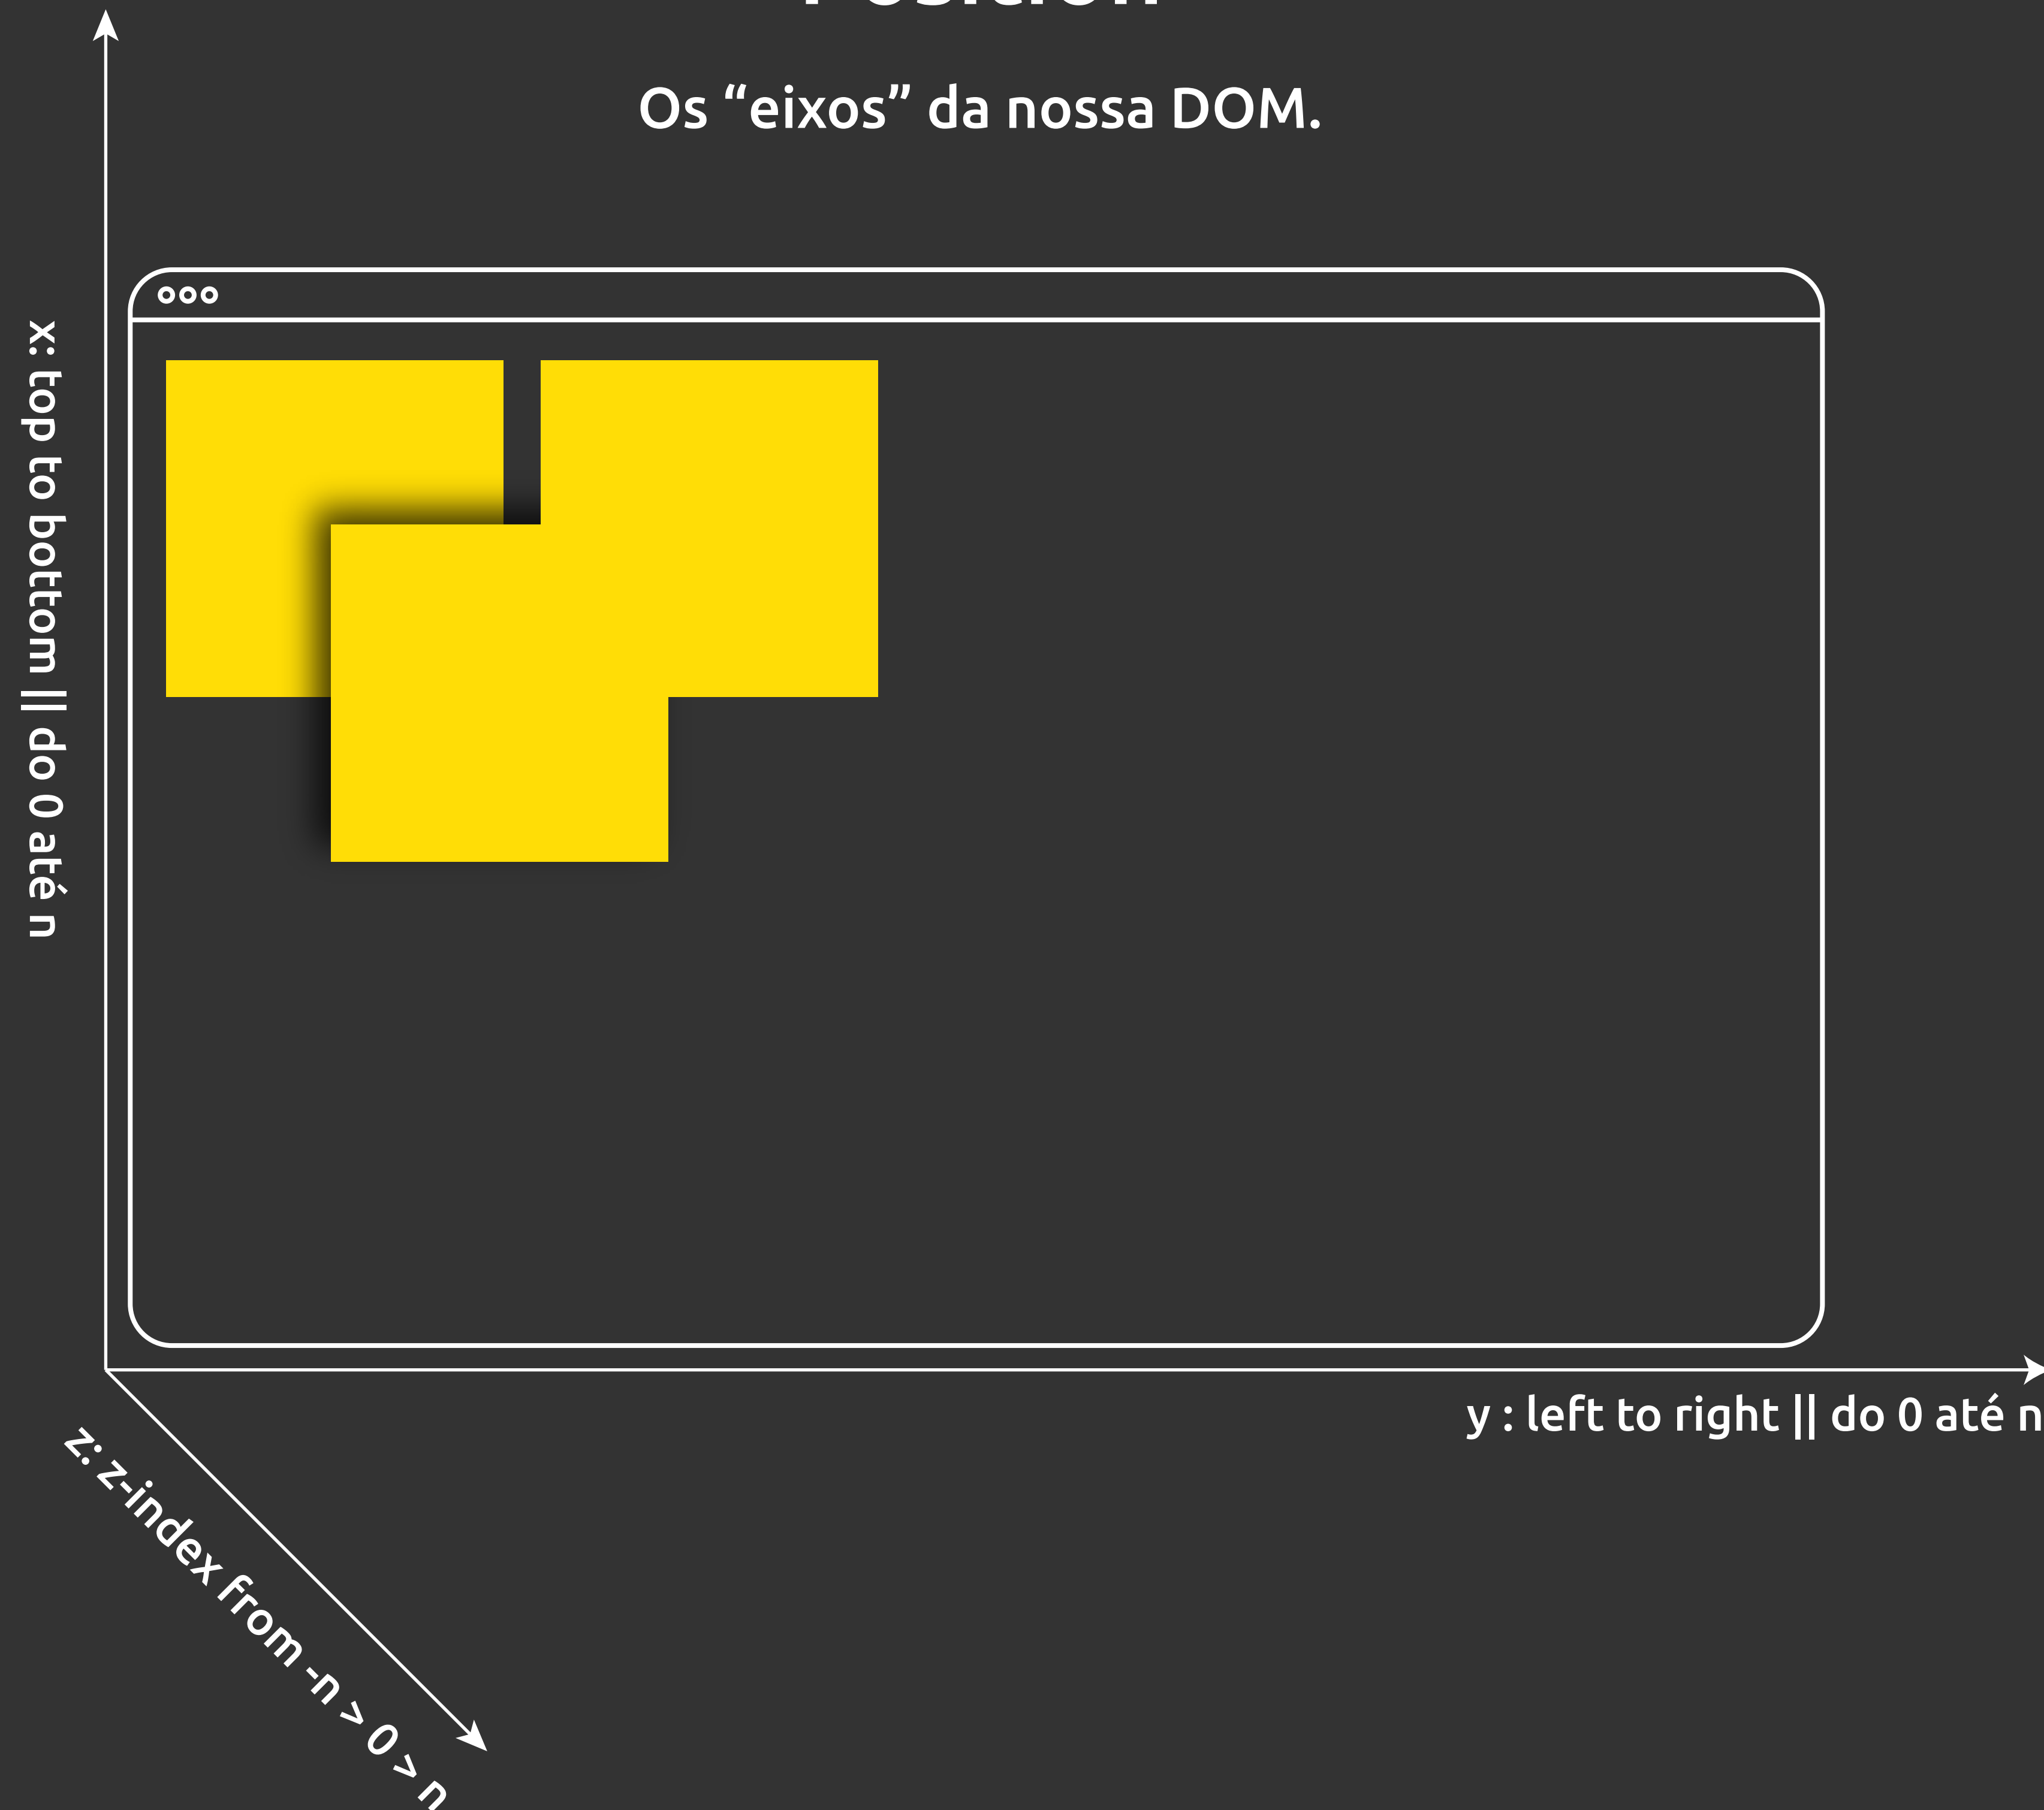 Os “eixos” da nossa DOM.
x: top to bottom || do 0 até n
y : left to right || do 0 até n
z: z-index from -n > 0 > n